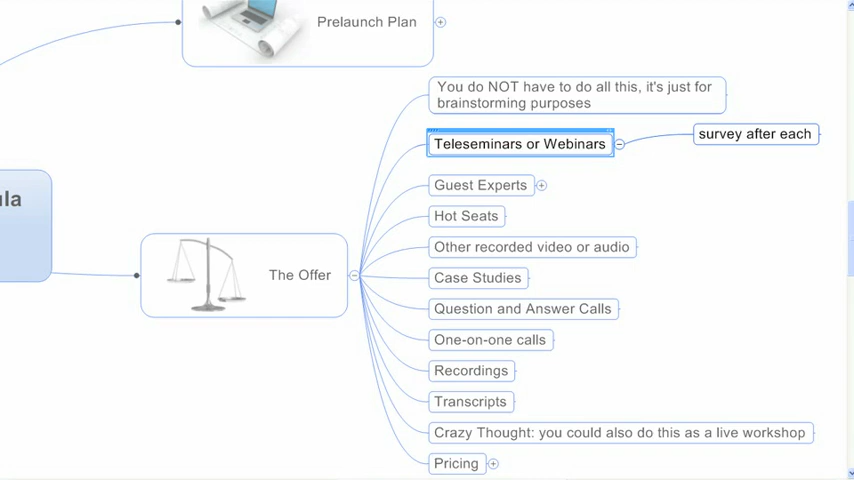 Prelaunch Plan
You do NOT have to do all this, it's just for
brainstorming purposes
Teleseminars or Webinars
survey after each
Guest Experts
ula
Hot Seats
Other recorded video or audio
The Offer
Case Studies
Question and Answer Calls
One-on-one calls
Recordings
Transcripts
Crazy Thought: you could also do this as a live workshop
Pricing